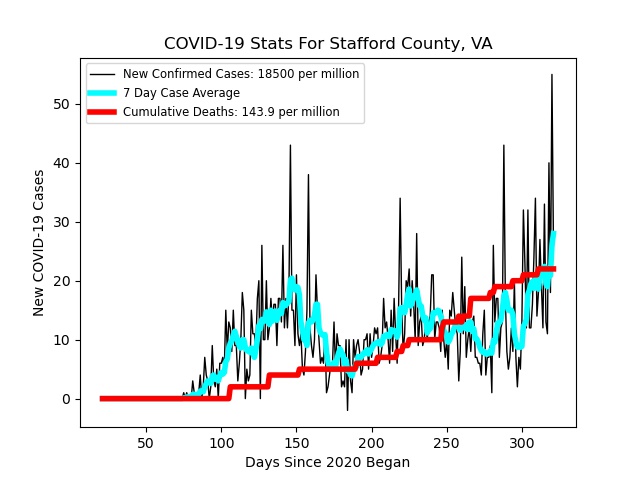 COVID-19 Stats For Stafford County, VA
New Confirmed Cases: 18500 per million
7 Day Case Average
Cumulative Deaths: 143.9 per million
New COVID-19 Cases
50
40
30
20
10
0
50 100 150 200 250 300
Days Since 2020 Began